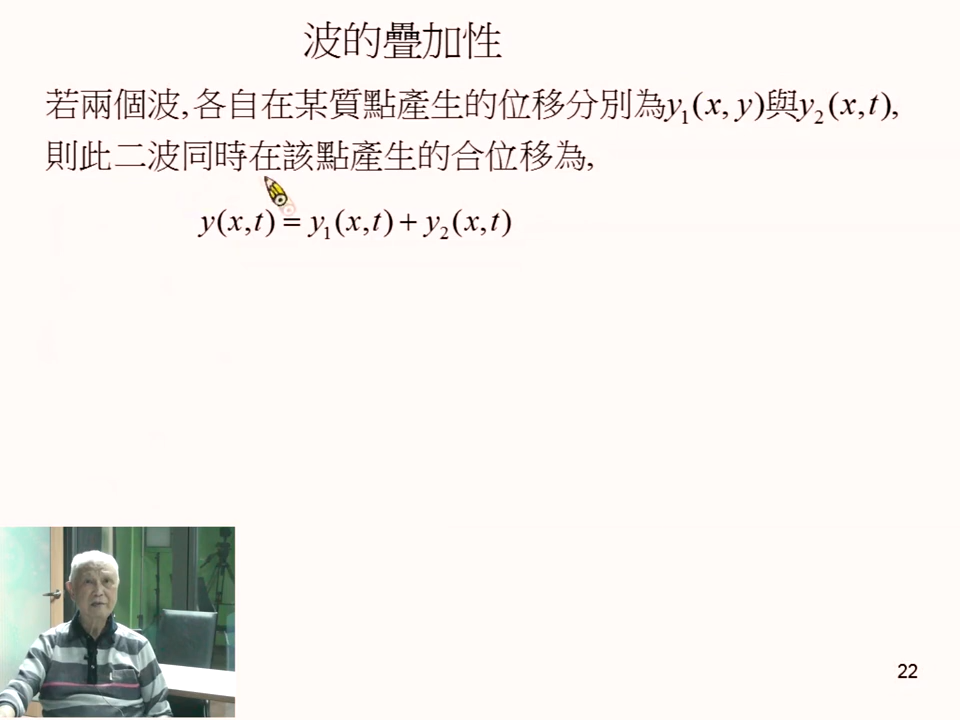 波的疊加性
若兩個波,各自在某質點產生的位移分別為y₁(x, y)與y₂(x,t),
則此二波同時在該點產生的合位移為,
y(x,t) = y₁(x,t) + y₂(x,t)
22